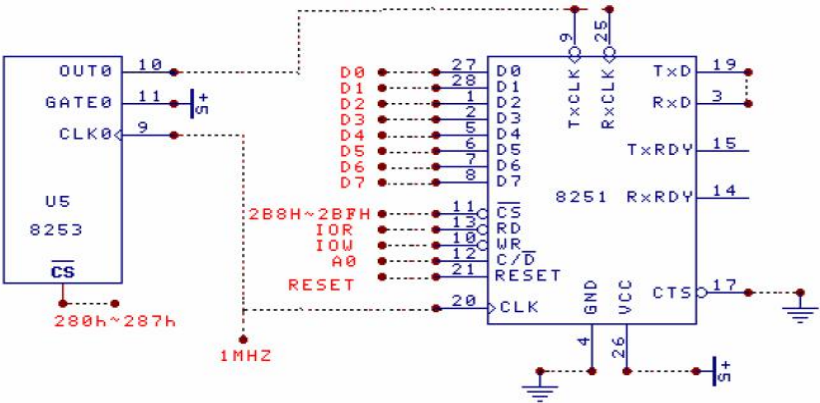 OUT0 10
GATE0 11 +5
CLK0 9
U5
8253
CS
280h~287h
1MHZ
9 25
TxCLK RxCLK
D0 27 D0
D1 28 D1
D2 1 D2
D3 2 D3
D4 5 D4
D5 6 D5
D6 7 D6
D7 8 D7
2B8H~2BFH 11 CS
IOR 13 RD
IOW 10 WR
A0 12 C/D
RESET 21 RESET
20 CLK
8251
TxD 19
RxD 3
TxRDY 15
RxRDY 14
CTS 17
GND VCC
4 26
+5